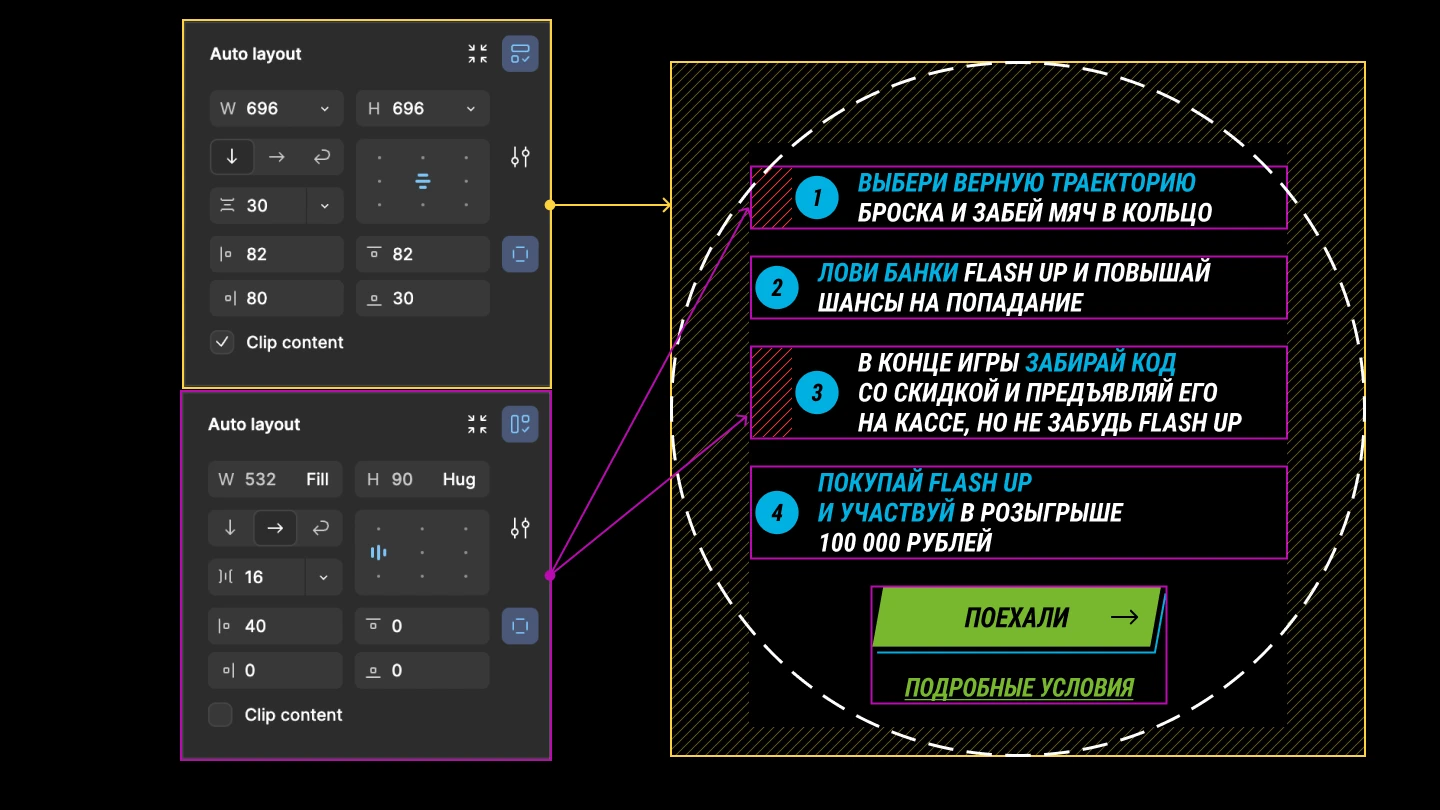 Auto layout
W 696
H 696
30
82
82
80
30
Clip content
Auto layout
W 532 Fill
H 90 Hug
16
40
0
0
0
Clip content
1
ВЫБЕРИ ВЕРНУЮ ТРАЕКТОРИЮ
БРОСКА И ЗАБЕЙ МЯЧ В КОЛЬЦО
2
ЛОВИ БАНКИ FLASH UP И ПОВЫШАЙ
ШАНСЫ НА ПОПАДАНИЕ
3
В КОНЦЕ ИГРЫ ЗАБИРАЙ КОД
СО СКИДКОЙ И ПРЕДЪЯВЛЯЙ ЕГО
НА КАССЕ, НО НЕ ЗАБУДЬ FLASH UP
4
ПОКУПАЙ FLASH UP
И УЧАСТВУЙ В РОЗЫГРЫШЕ
100 000 РУБЛЕЙ
ПОЕХАЛИ
ПОДРОБНЫЕ УСЛОВИЯ